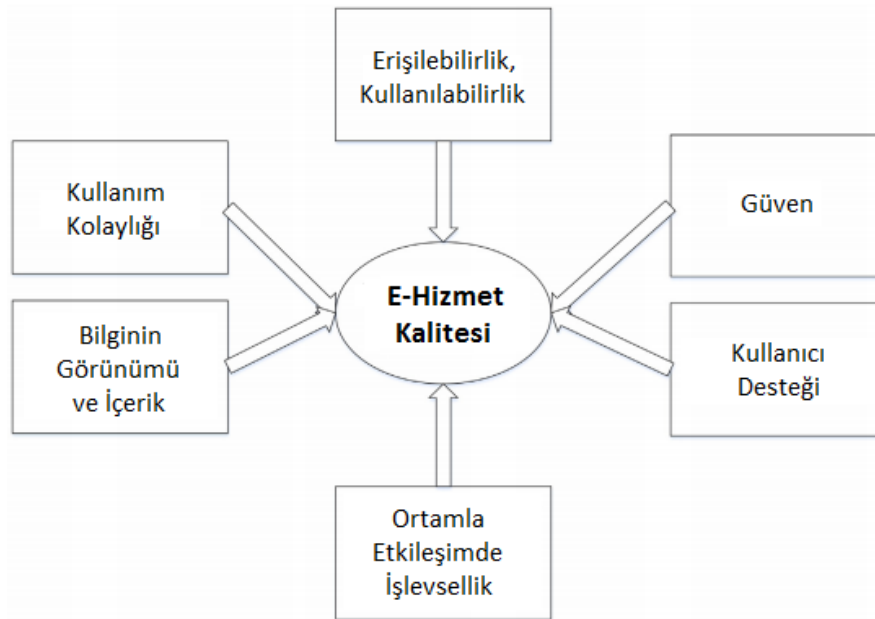 Erişilebilirlik,
Kullanılabilirlik
Kullanım
Kolaylığı
Güven
E-Hizmet
Kalitesi
Bilginin
Görünümü
ve İçerik
Kullanıcı
Desteği
Ortamla
Etkileşimde
İşlevsellik